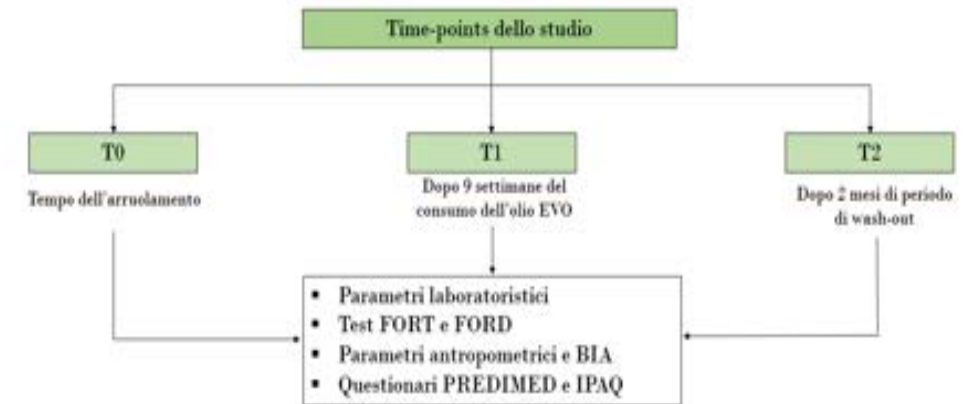 Time-points dello studio
T0
Tempo dell'arruolamento
T1
Dopo 9 settimane del
consumo dell'olio EVO
T2
Dopo 2 mesi di periodo
di wash-out
▪ Parametri laboratoristici
▪ Test FORT e FORD
▪ Parametri antropometrici e BIA
▪ Questionari PREDIMED e IPAQ